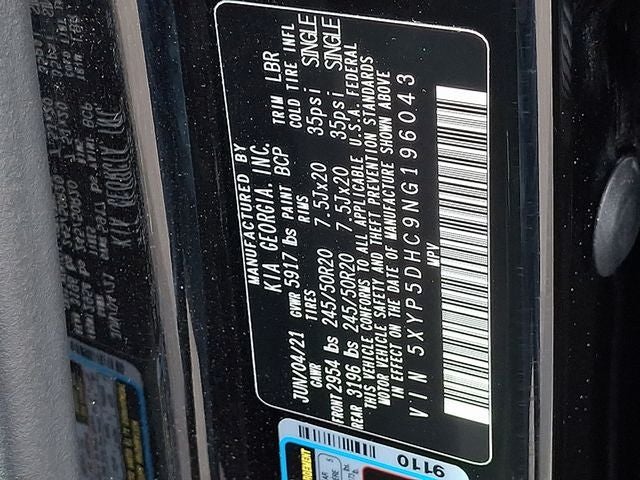 MANUFACTURED BY
KIA GEORGIA, INC.
JUN/04/21 GVWR 5917 lbs PAINT BCP TRIM LBR
GAWR TIRES RIMS COLD TIRE INFL
FRONT 2954 lbs 245/50R20 7.5Jx20 35psi SINGLE
REAR 3196 lbs 245/50R20 7.5Jx20 35psi SINGLE
THIS VEHICLE CONFORMS TO ALL APPLICABLE U.S.A. FEDERAL
MOTOR VEHICLE SAFETY AND THEFT PREVENTION STANDARDS
IN EFFECT ON THE DATE OF MANUFACTURE SHOWN ABOVE
VIN 5XYP5DHC9NG196043
MPV
9110